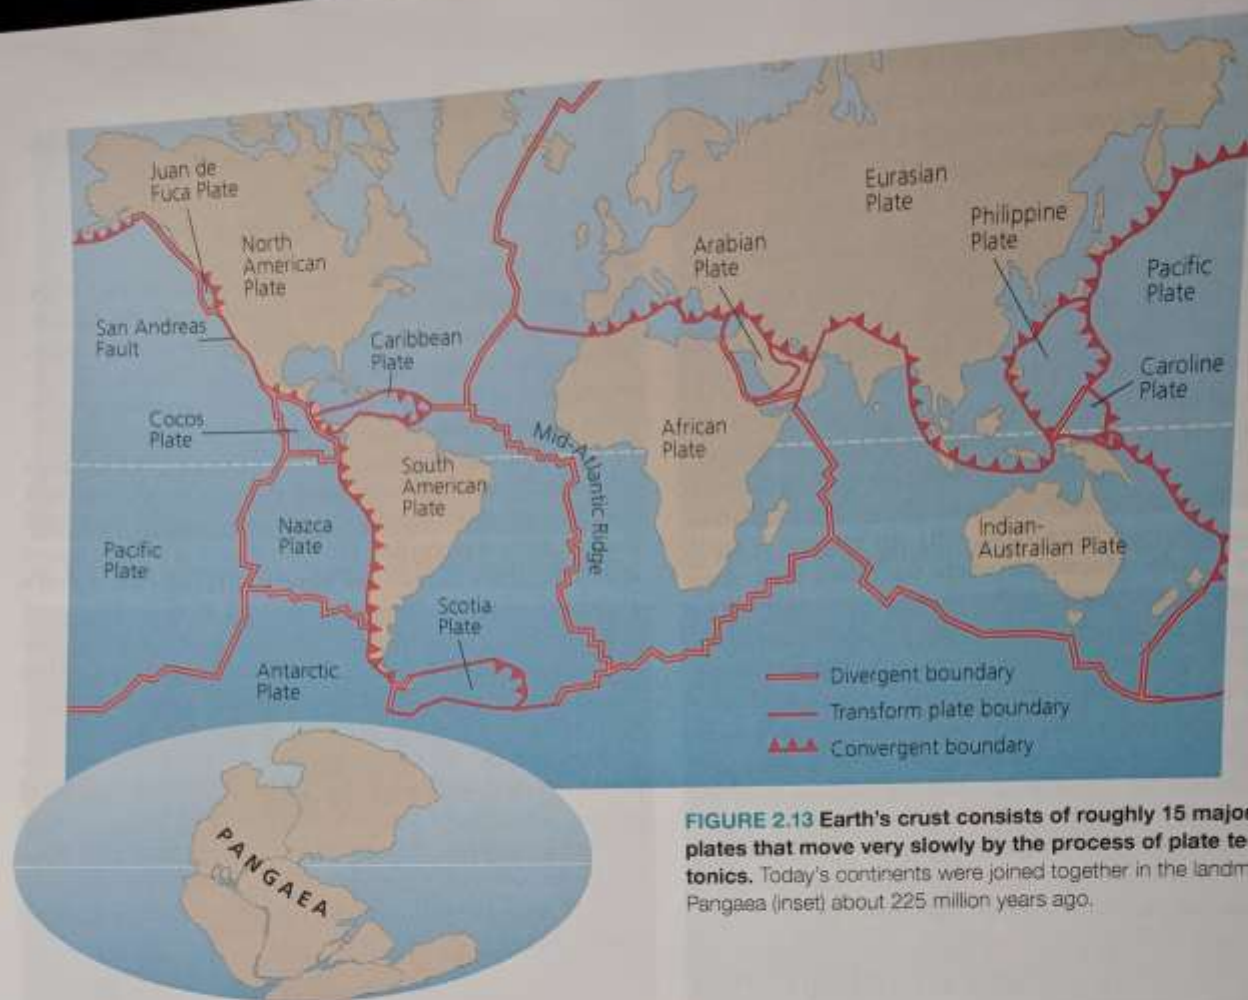 Juan de
Fuca Plate
North
American
Plate
San Andreas
Fault
Caribbean
Plate
Cocos
Plate
South
American
Plate
Nazca
Plate
Pacific
Plate
Scotia
Plate
Antarctic
Plate
Mid-Atlantic Ridge
Arabian
Plate
African
Plate
Eurasian
Plate
Philippine
Plate
Pacific
Plate
Caroline
Plate
Indian-
Australian Plate
Divergent boundary
Transform plate boundary
Convergent boundary
PANGAEA
FIGURE 2.13 Earth's crust consists of roughly 15 major
plates that move very slowly by the process of plate te-
tonics. Today's continents were joined together in the landm
Pangaea (inset) about 225 million years ago.